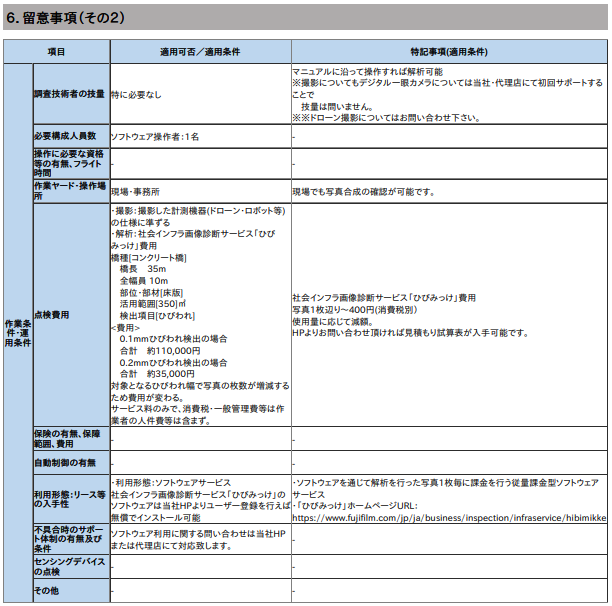 6．留意事項（その2）
項目
適用可否／適用条件
特記事項(適用条件)
作業条
件・運
用条件
調査技術者の技量
特に必要なし
マニュアルに沿って操作すれば解析可能
※撮影についてもデジタル一眼カメラについては当社・代理店にて初回サポートする
ことで
技量は問いません。
※※ドローン撮影についてはお問い合わせ下さい。
必要構成人員数
ソフトウェア操作者：1名
-
操作に必要な資格
等の有無、フライト
時間
-
-
作業ヤード・操作場
所
現場・事務所
現場でも写真合成の確認が可能です。
点検費用
・撮影：撮影した計測機器(ドローン・ロボット等)
の仕様に準ずる
・解析：社会インフラ画像診断サービス「ひび
みっけ」費用
橋種[コンクリート橋]
橋長　35m
全幅員 10m
部位・部材[床版]
活用範囲[350]㎡
検出項目[ひびわれ]
<費用>
0.1mmひびわれ検出の場合
合計　約110,000円
0.2mmひびわれ検出の場合
合計　約35,000円
対象となるひびわれ幅で写真の枚数が増減する
ため費用が変わる。
サービス料のみで、消費税・一般管理費等は作
業者の人件費等は含まず。
社会インフラ画像診断サービス「ひびみっけ」費用
写真1枚辺り～400円(消費税別）
使用量に応じて減額。
HPよりお問い合わせ頂ければ見積もり試算表が入手可能です。
保険の有無、保障
範囲、費用
-
-
自動制御の有無
-
-
利用形態：リース等
の入手性
・利用形態：ソフトウェアサービス
社会インフラ画像診断サービス「ひびみっけ」の
ソフトウェアは当社HPよりユーザー登録を行えば
無償でインストール可能
・ソフトウェアを通じて解析を行った写真1枚毎に課金を行う従量課金型ソフトウェア
サービス
・「ひびみっけ」ホームページURL：
https://www.fujifilm.com/jp/ja/business/inspection/infraservice/hibimikke
不具合時のサポー
ト体制の有無及び
条件
ソフトウェア利用に関する問い合わせは当社HP
または代理店にて対応致します。
-
センシングデバイス
の点検
-
-
その他
-
-